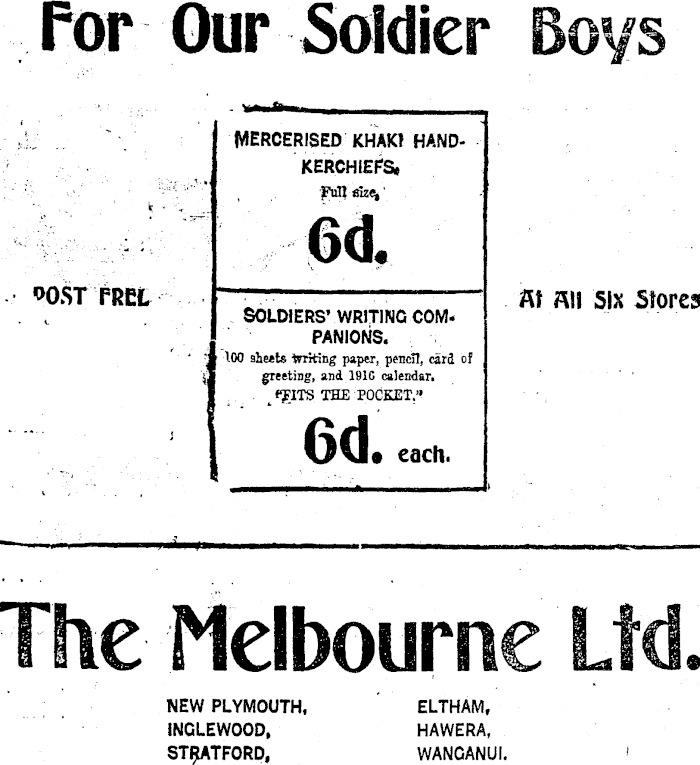 For Our Soldier Boys
MERCERISED KHAKI HAND-
KERCHIEFS,
Full size,
6d.
POST FREE
At All Six Stores
SOLDIERS' WRITING COM-
PANIONS.
100 sheets writing paper, pencil, card of
greeting, and 1916 calendar.
"FITS THE POCKET."
6d. each.
The Melbourne Ltd.
NEW PLYMOUTH,
INGLEWOOD,
STRATFORD,
ELTHAM,
HAWERA,
WANGANUI.